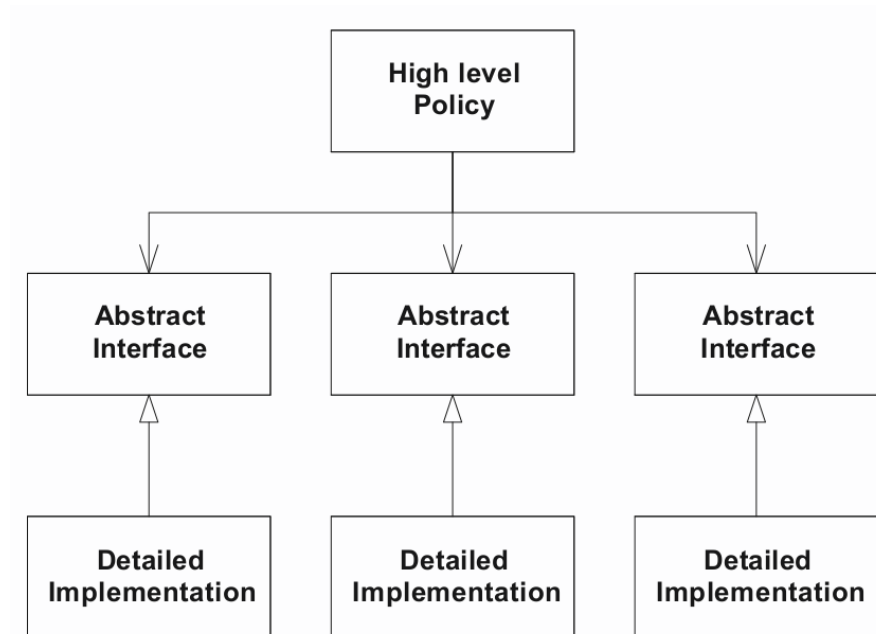 High level
Policy
Abstract
Interface
Abstract
Interface
Abstract
Interface
Detailed
Implementation
Detailed
Implementation
Detailed
Implementation